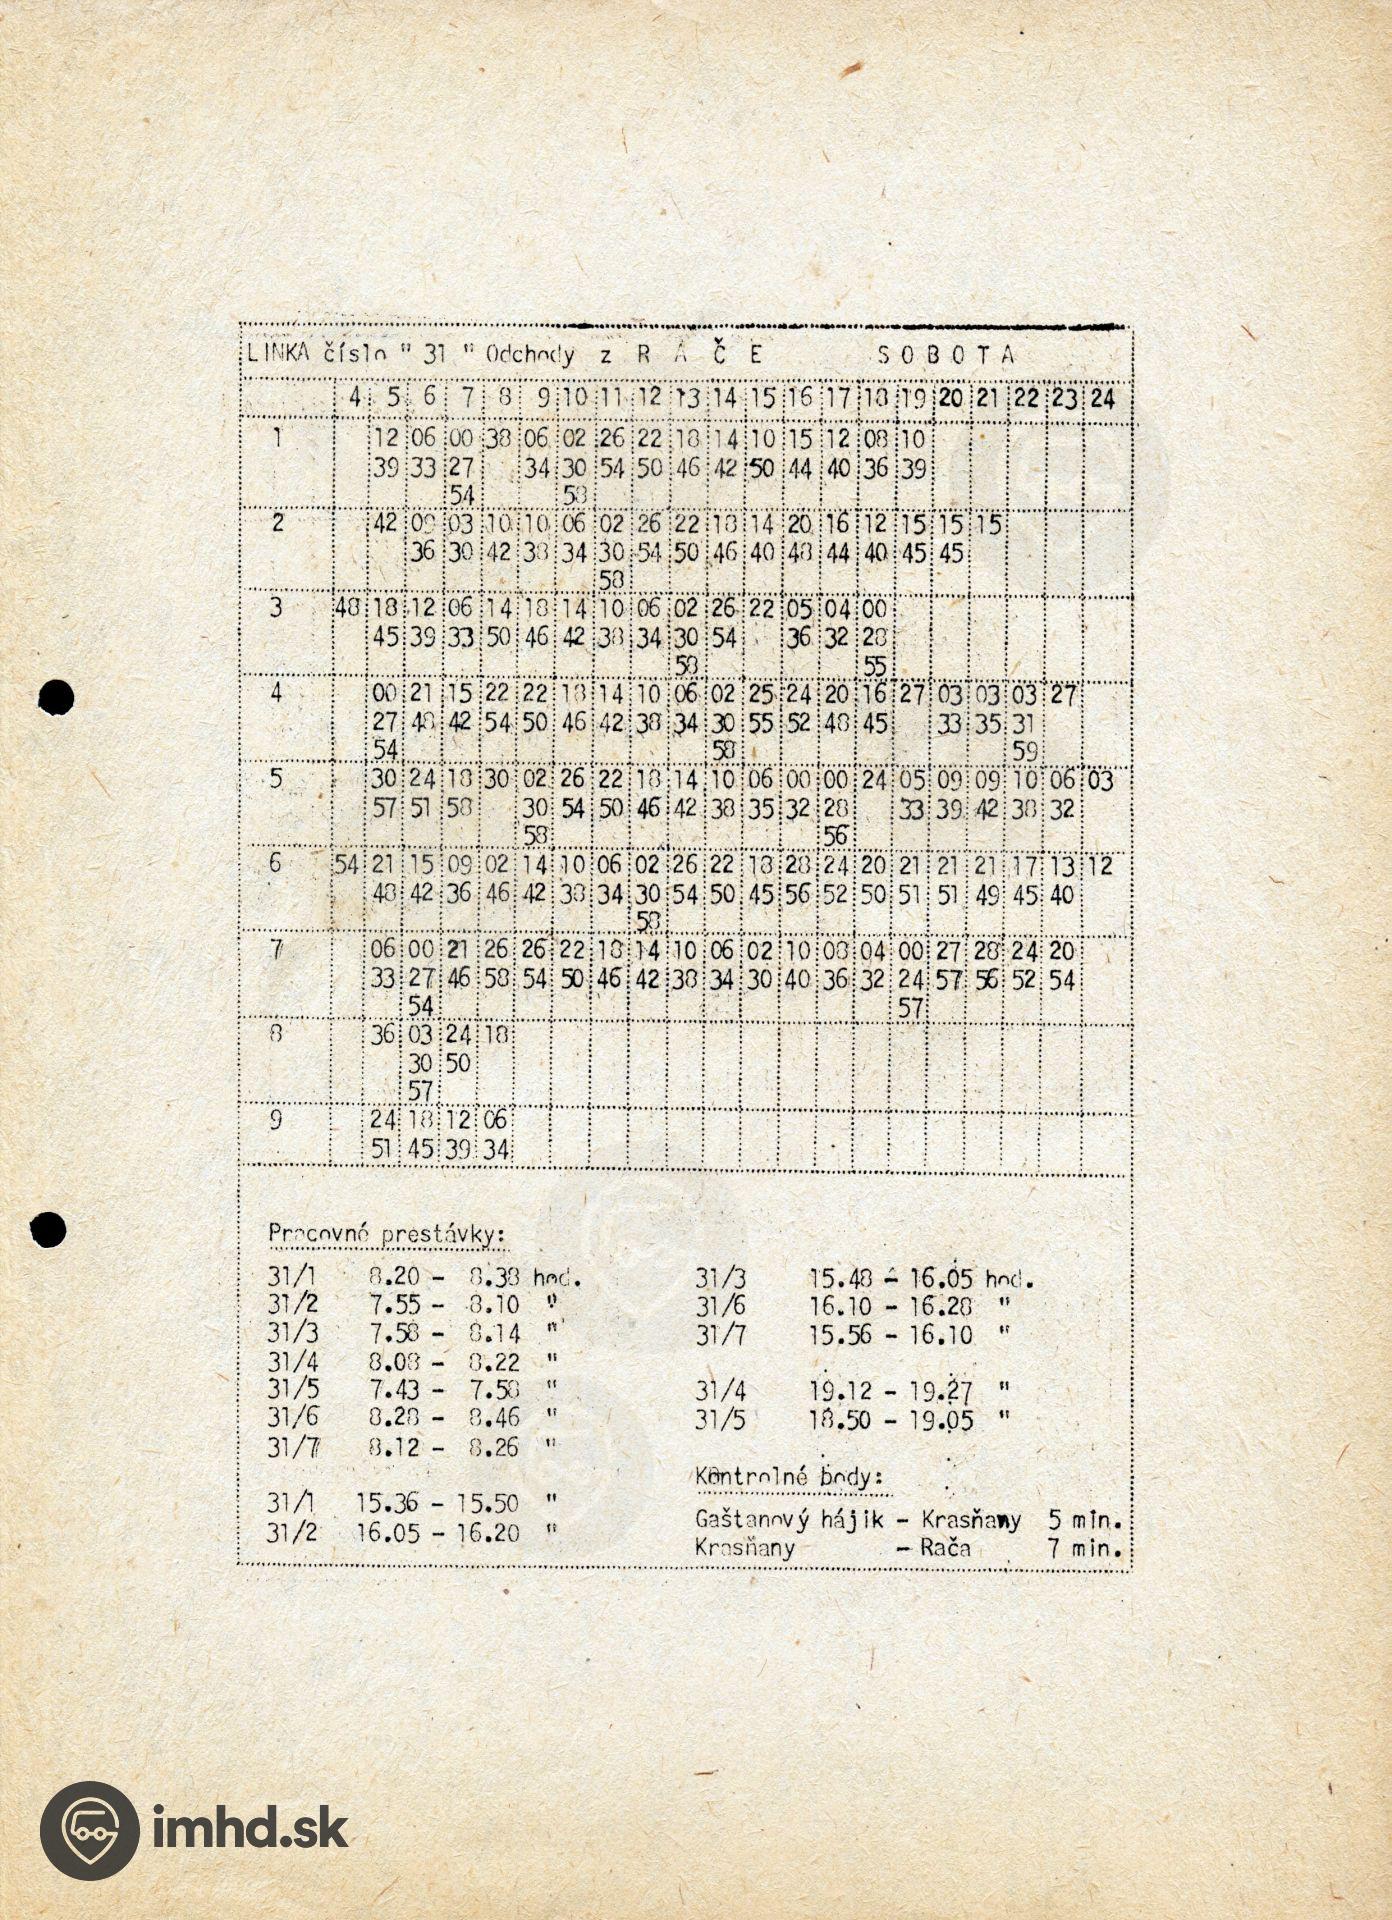 LINKA číslo " 31 " Odchody z R A Č E S O B O T A
4 5 6 7 8 9 10 11 12 13 14 15 16 17 18 19 20 21 22 23 24
1 12 06 00 38 06 02 26 22 18 14 10 15 12 08 10
39 33 27 34 30 54 50 46 42 50 44 40 36 39
54 58
2 42 09 03 10 10 06 02 26 22 18 14 20 16 12 15 15 15
36 30 42 38 34 30 54 50 46 40 48 44 40 45 45
58
3 48 18 12 06 14 18 14 10 06 02 26 22 05 04 00
45 39 33 50 46 42 38 34 30 54 36 32 28
58 55
4 00 21 15 22 22 18 14 10 06 02 25 24 20 16 27 03 03 03 27
27 48 42 54 50 46 42 38 34 30 55 52 48 45 33 35 31
54 58 59
5 30 24 18 30 02 26 22 18 14 10 06 00 00 24 05 09 09 10 06 03
57 51 58 30 54 50 46 42 38 35 32 28 33 39 42 38 32
58 56
6 54 21 15 09 02 14 10 06 02 26 22 18 28 24 20 21 21 21 17 13 12
48 42 36 46 42 38 34 30 54 50 45 56 52 50 51 51 49 45 40
58
7 06 00 21 26 26 22 18 14 10 06 02 10 08 04 00 27 28 24 20
33 27 46 58 54 50 46 42 38 34 30 40 36 32 24 57 56 52 54
54 57
8 36 03 24 18
30 50
57
9 24 18 12 06
51 45 39 34
Pracovné prestávky:
31/1 8.20 - 8.38 hod.
31/2 7.55 - 8.10 "
31/3 7.58 - 8.14 "
31/4 8.08 - 8.22 "
31/5 7.43 - 7.58 "
31/6 8.28 - 8.46 "
31/7 8.12 - 8.26 "
31/1 15.36 - 15.50 "
31/2 16.05 - 16.20 "
31/3 15.48 - 16.05 hod.
31/6 16.10 - 16.28 "
31/7 15.56 - 16.10 "
31/4 19.12 - 19.27 "
31/5 18.50 - 19.05 "
Kontrolné body:
Gaštanový hájik - Krasňany 5 min.
Krasňany - Rača 7 min.
imhd.sk